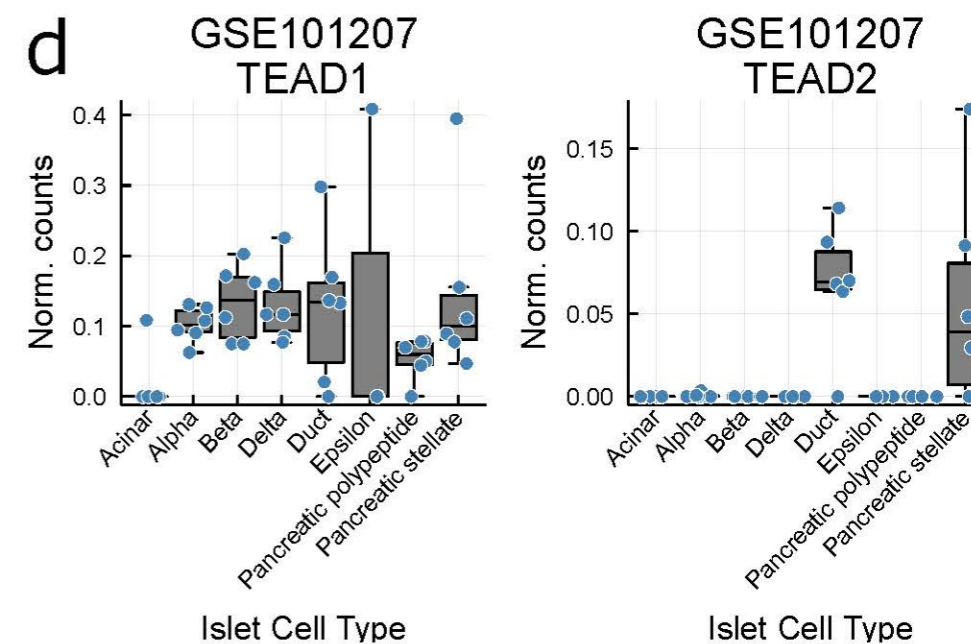 d
GSE101207
TEAD1
Norm. counts
0.4
0.3
0.2
0.1
0.0
Acinar
Alpha
Beta
Delta
Duct
Epsilon
Pancreatic polypeptide
Pancreatic stellate
Islet Cell Type
GSE101207
TEAD2
Norm. counts
0.15
0.10
0.05
0.00
Acinar
Alpha
Beta
Delta
Duct
Epsilon
Pancreatic polypeptide
Pancreatic stellate
Islet Cell Type